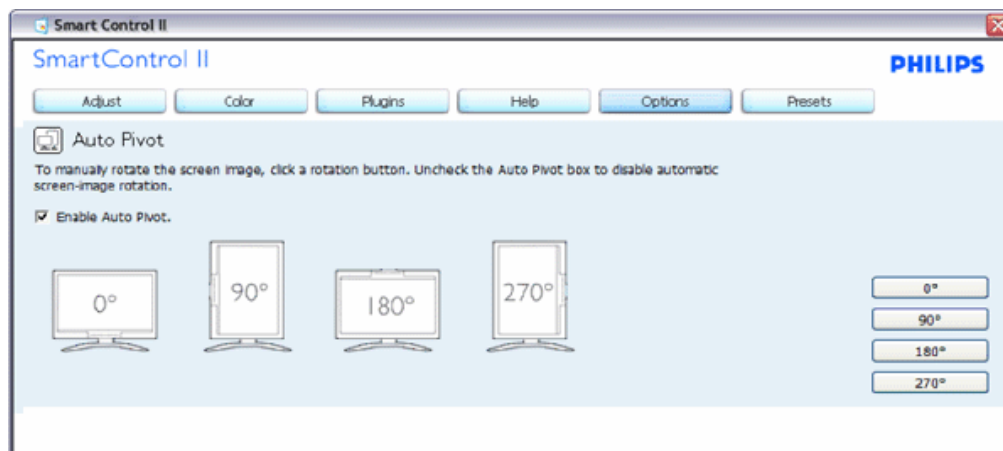 Smart Control II
SmartControl II
PHILIPS
Adjust Color Plugins Help Options Presets
Auto Pivot
To manually rotate the screen image, click a rotation button. Uncheck the Auto Pivot box to disable automatic
screen-image rotation.
Enable Auto Pivot.
0° 90° 180° 270°
0°
90°
180°
270°